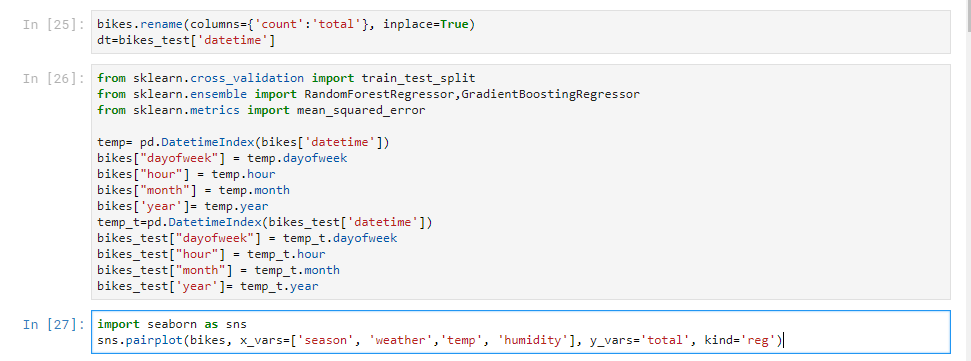 In [25]: bikes.rename(columns={'count':'total'}, inplace=True)
dt=bikes_test['datetime']
In [26]: from sklearn.cross_validation import train_test_split
from sklearn.ensemble import RandomForestRegressor,GradientBoostingRegressor
from sklearn.metrics import mean_squared_error
temp= pd.DatetimeIndex(bikes['datetime'])
bikes["dayofweek"] = temp.dayofweek
bikes["hour"] = temp.hour
bikes["month"] = temp.month
bikes['year']= temp.year
temp_t=pd.DatetimeIndex(bikes_test['datetime'])
bikes_test["dayofweek"] = temp_t.dayofweek
bikes_test["hour"] = temp_t.hour
bikes_test["month"] = temp_t.month
bikes_test['year']= temp_t.year
In [27]: import seaborn as sns
sns.pairplot(bikes, x_vars=['season', 'weather','temp', 'humidity'], y_vars='total', kind='reg')